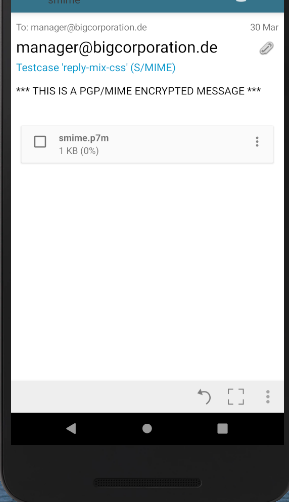 smime
To: manager@bigcorporation.de 30 Mar
manager@bigcorporation.de
Testcase 'reply-mix-css' (S/MIME)
*** THIS IS A PGP/MIME ENCRYPTED MESSAGE ***
smime.p7m
1 KB (0%)